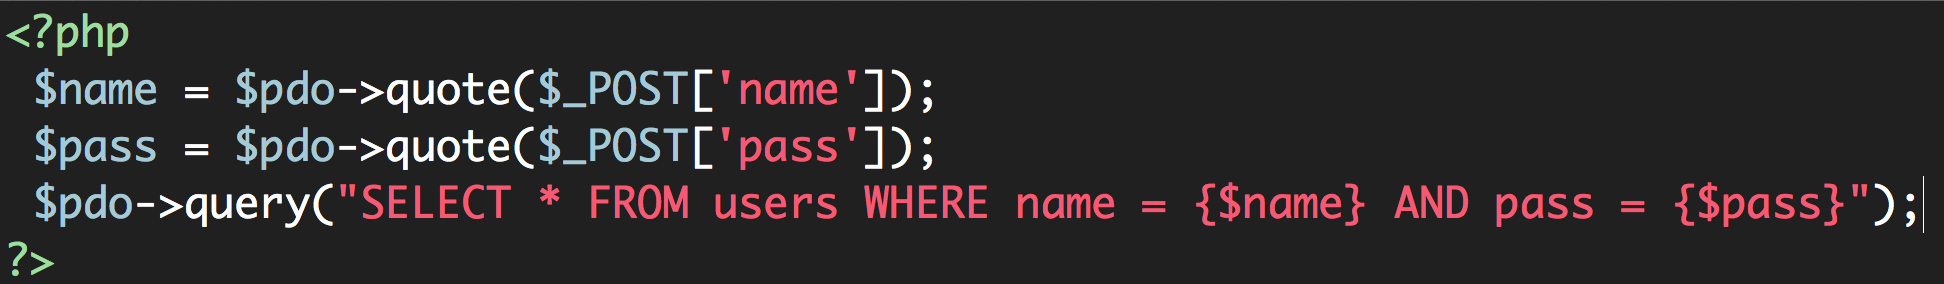 <?php
$name = $pdo->quote($_POST['name']);
$pass = $pdo->quote($_POST['pass']);
$pdo->query("SELECT * FROM users WHERE name = {$name} AND pass = {$pass}");
?>